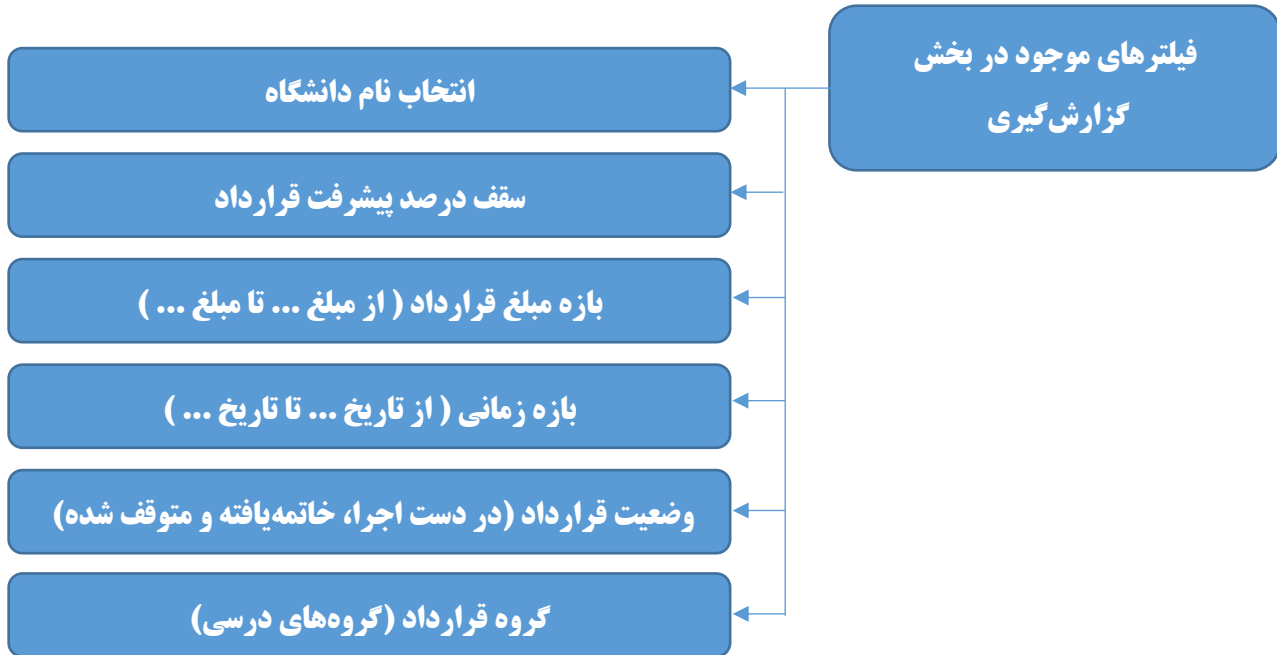 فیلترهای موجود در بخش
گزارش‌گیری
انتخاب نام دانشگاه
سقف درصد پیشرفت قرارداد
بازه مبلغ قرارداد ( از مبلغ ... تا مبلغ ... )
بازه زمانی ( از تاریخ ... تا تاریخ ... )
وضعیت قرارداد (در دست اجرا، خاتمه‌یافته و متوقف شده)
گروه قرارداد (گروه‌های درسی)